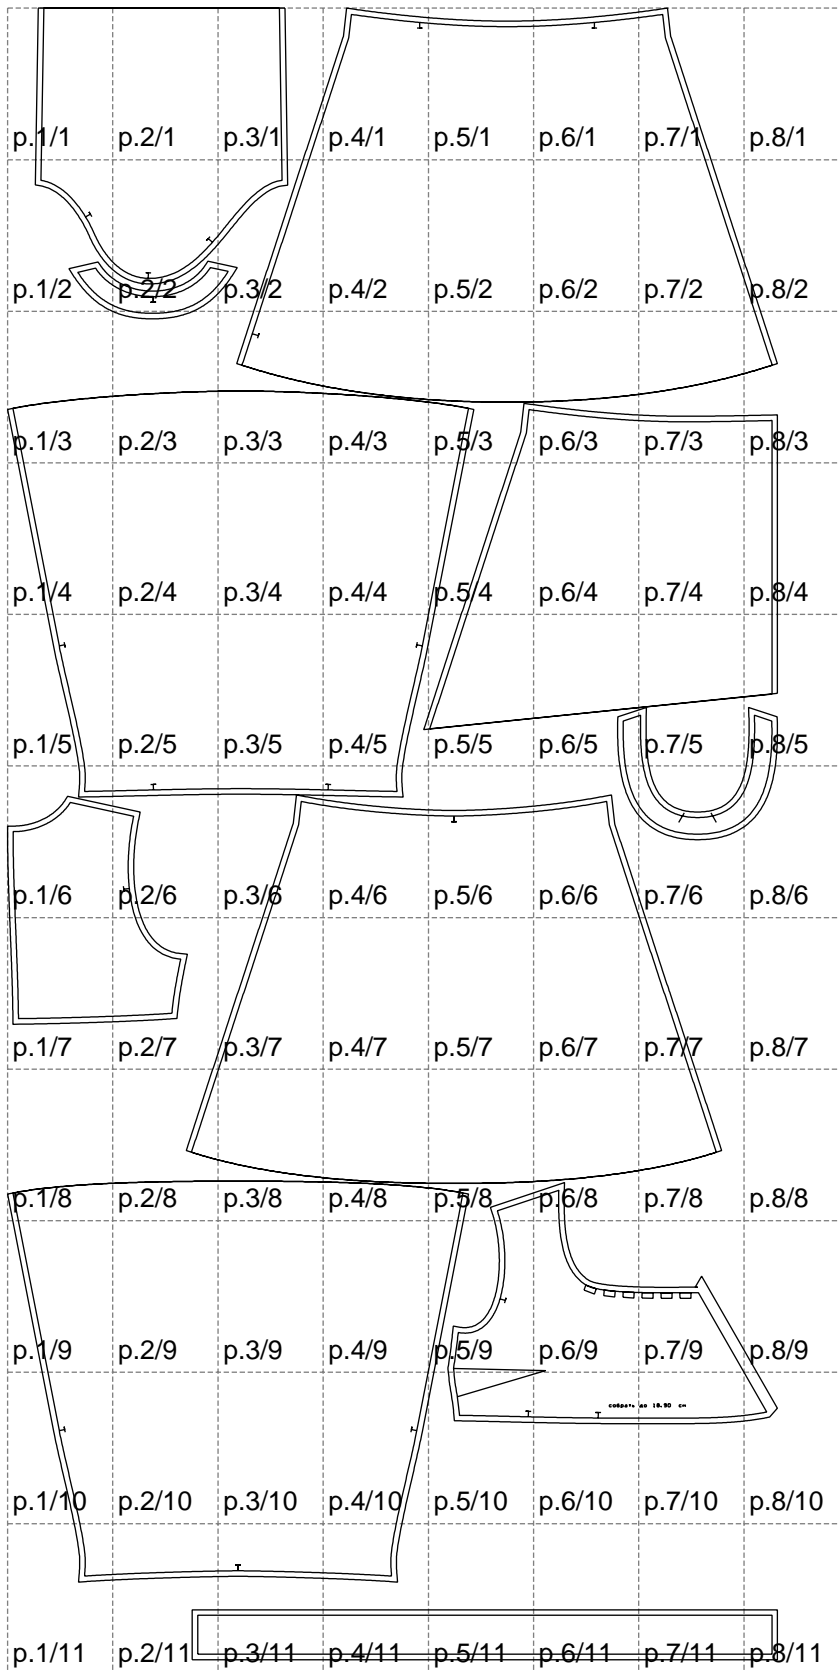 p.1/1 p.2/1 p.3/1 p.4/1 p.5/1 p.6/1 p.7/1 p.8/1
p.1/2 p.2/2 p.3/2 p.4/2 p.5/2 p.6/2 p.7/2 p.8/2
p.1/3 p.2/3 p.3/3 p.4/3 p.5/3 p.6/3 p.7/3 p.8/3
p.1/4 p.2/4 p.3/4 p.4/4 p.5/4 p.6/4 p.7/4 p.8/4
p.1/5 p.2/5 p.3/5 p.4/5 p.5/5 p.6/5 p.7/5 p.8/5
p.1/6 p.2/6 p.3/6 p.4/6 p.5/6 p.6/6 p.7/6 p.8/6
p.1/7 p.2/7 p.3/7 p.4/7 p.5/7 p.6/7 p.7/7 p.8/7
p.1/8 p.2/8 p.3/8 p.4/8 p.5/8 p.6/8 p.7/8 p.8/8
p.1/9 p.2/9 p.3/9 p.4/9 p.5/9 p.6/9 p.7/9 p.8/9
собрать до 18.90 см
p.1/10 p.2/10 p.3/10 p.4/10 p.5/10 p.6/10 p.7/10 p.8/10
p.1/11 p.2/11 p.3/11 p.4/11 p.5/11 p.6/11 p.7/11 p.8/11